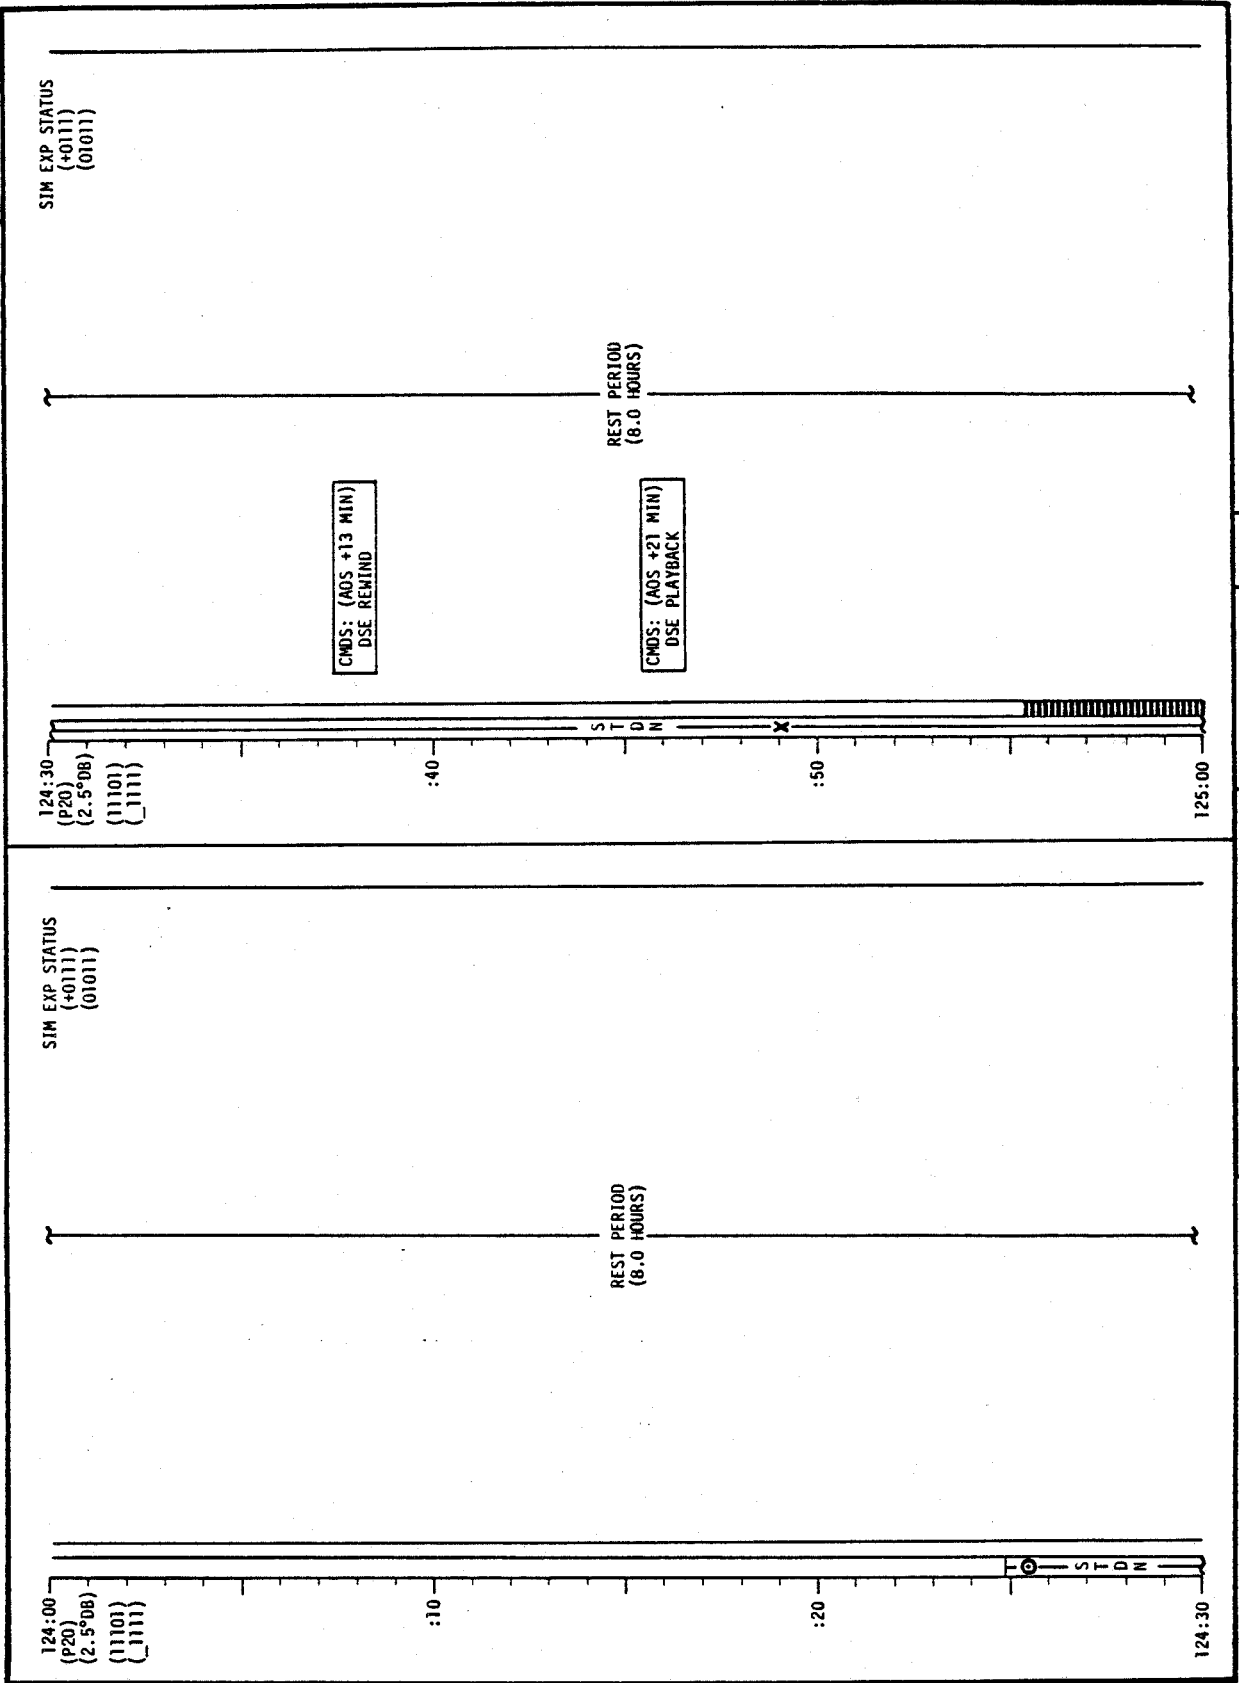 124:00
(P20)
(2.5°DB)
(11101)
(_1111)
:10
:20
124:30
S
T
D
N
REST PERIOD
(8.0 HOURS)
SIM EXP STATUS
(+0111)
(01011)
124:30
(P20)
(2.5°DB)
(11101)
(_1111)
:40
:50
125:00
S
T
D
N
X
CMDS: (AOS +13 MIN)
DSE REWIND
CMDS: (AOS +21 MIN)
DSE PLAYBACK
REST PERIOD
(8.0 HOURS)
SIM EXP STATUS
(+0111)
(01011)